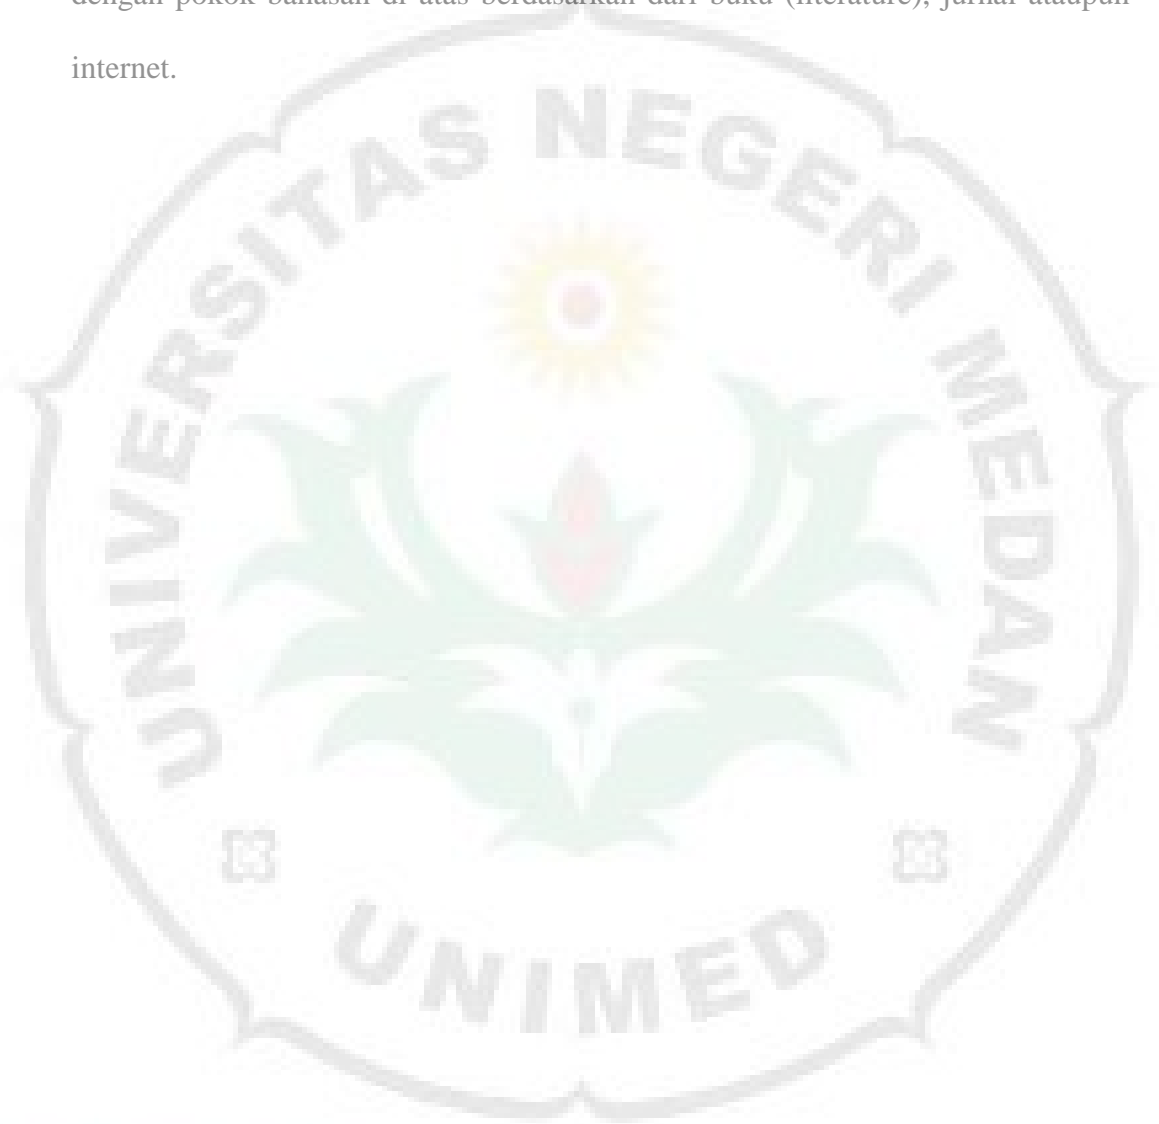 dengan pokok bahasan di atas berdasarkan dari buku (literature), jurnal ataupun
internet.
UNIVERSITAS NEGERI MEDAN
UNIMED